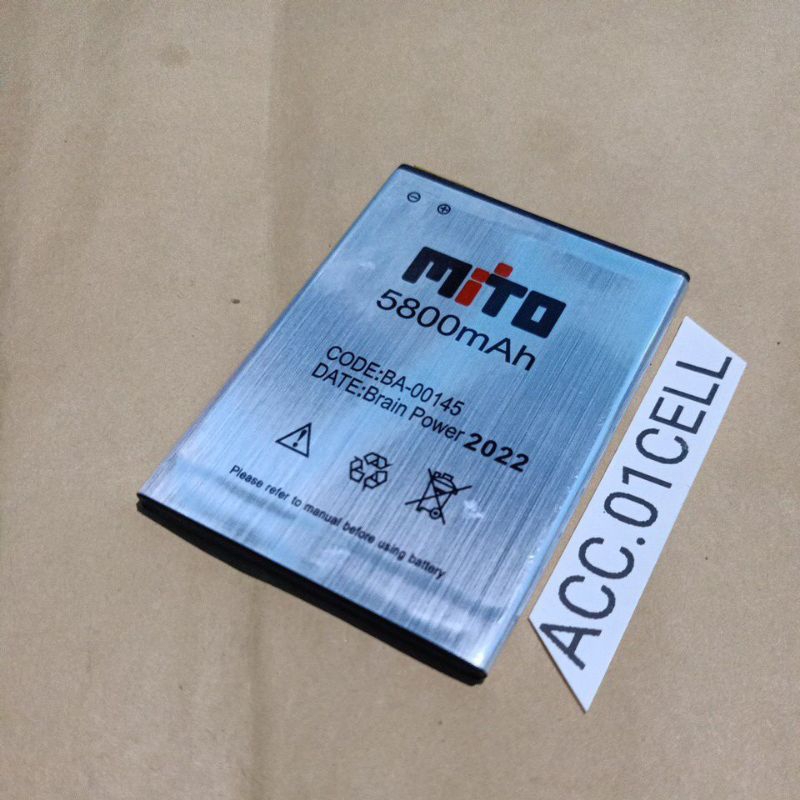 ⊖ ⊕
MiTO
5800mAh
CODE:BA-00145
DATE:Brain Power 2022
Please refer to manual before using battery
ACC.01CELL